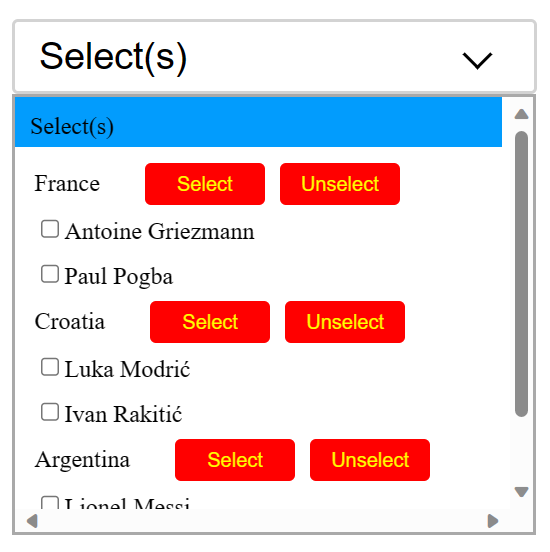 Select(s)
Select(s)
France Select Unselect
Antoine Griezmann
Paul Pogba
Croatia Select Unselect
Luka Modrić
Ivan Rakitić
Argentina Select Unselect
Lionel Messi